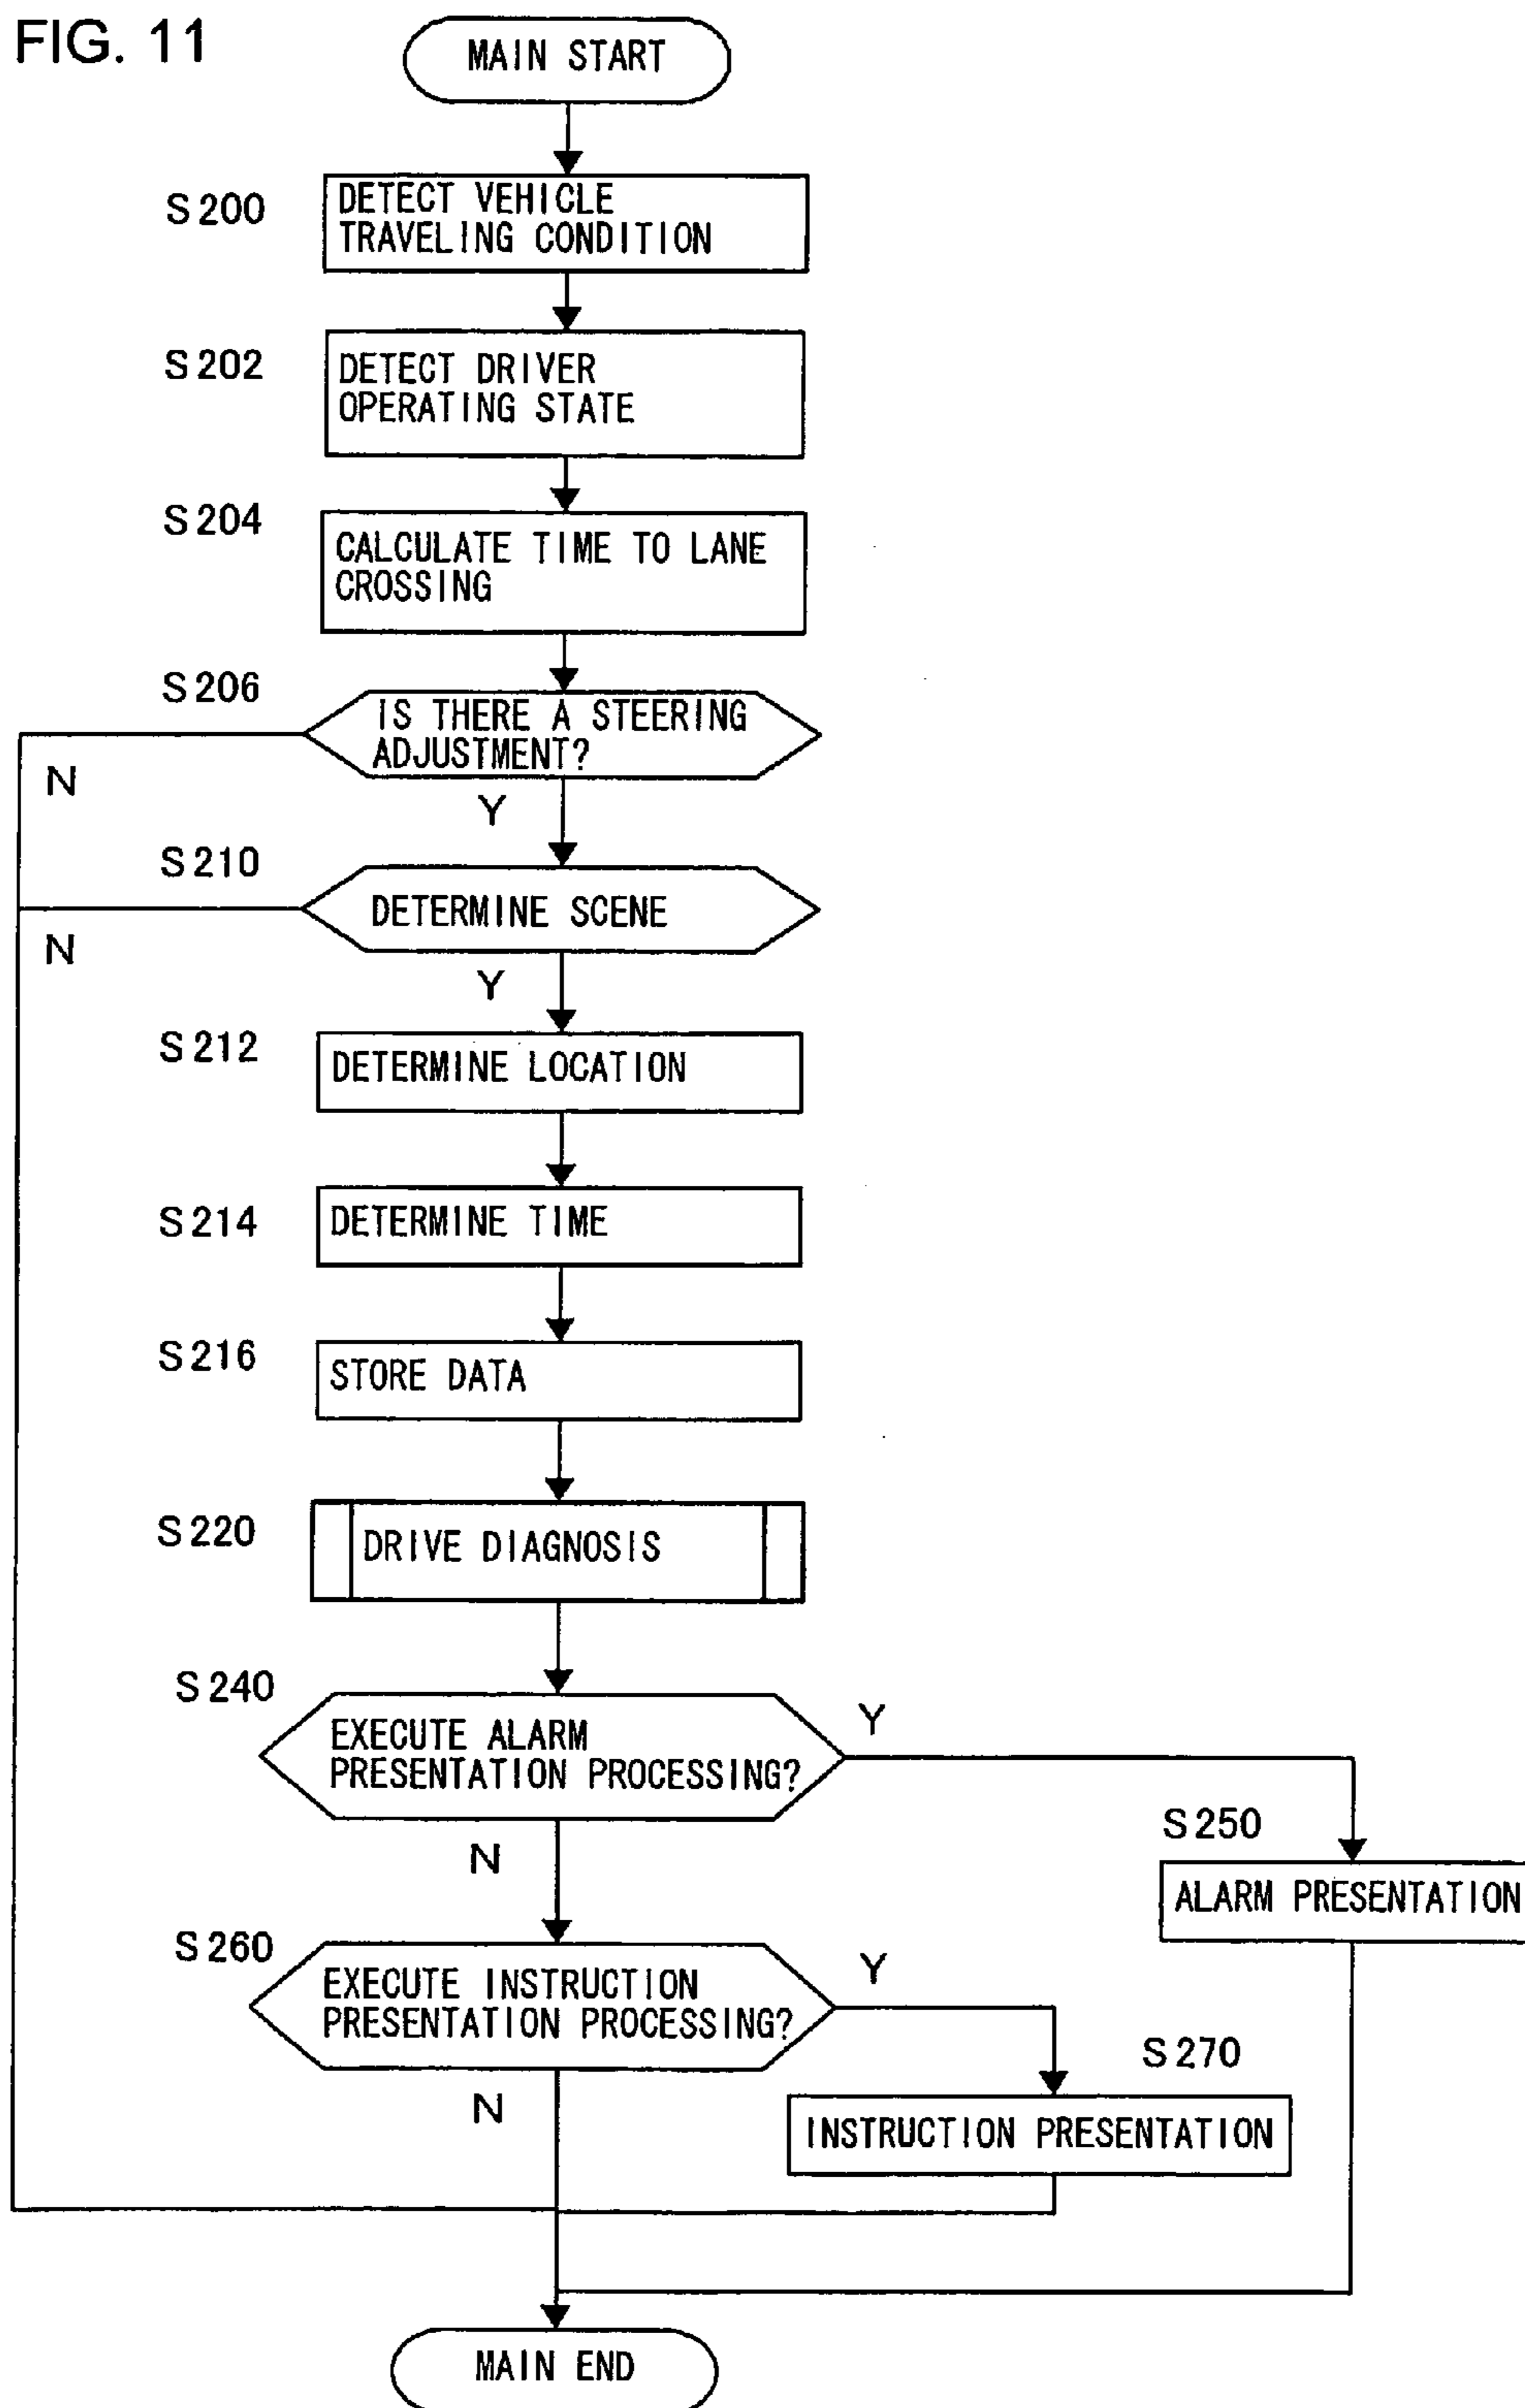 FIG. 11
MAIN START
S200
DETECT VEHICLE
TRAVELING CONDITION
S202
DETECT DRIVER
OPERATING STATE
S204
CALCULATE TIME TO LANE
CROSSING
S206
IS THERE A STEERING
ADJUSTMENT?
N
Y
S210
DETERMINE SCENE
N
Y
S212
DETERMINE LOCATION
S214
DETERMINE TIME
S216
STORE DATA
S220
DRIVE DIAGNOSIS
S240
EXECUTE ALARM
PRESENTATION PROCESSING?
Y
N
S250
ALARM PRESENTATION
S260
EXECUTE INSTRUCTION
PRESENTATION PROCESSING?
Y
N
S270
INSTRUCTION PRESENTATION
MAIN END